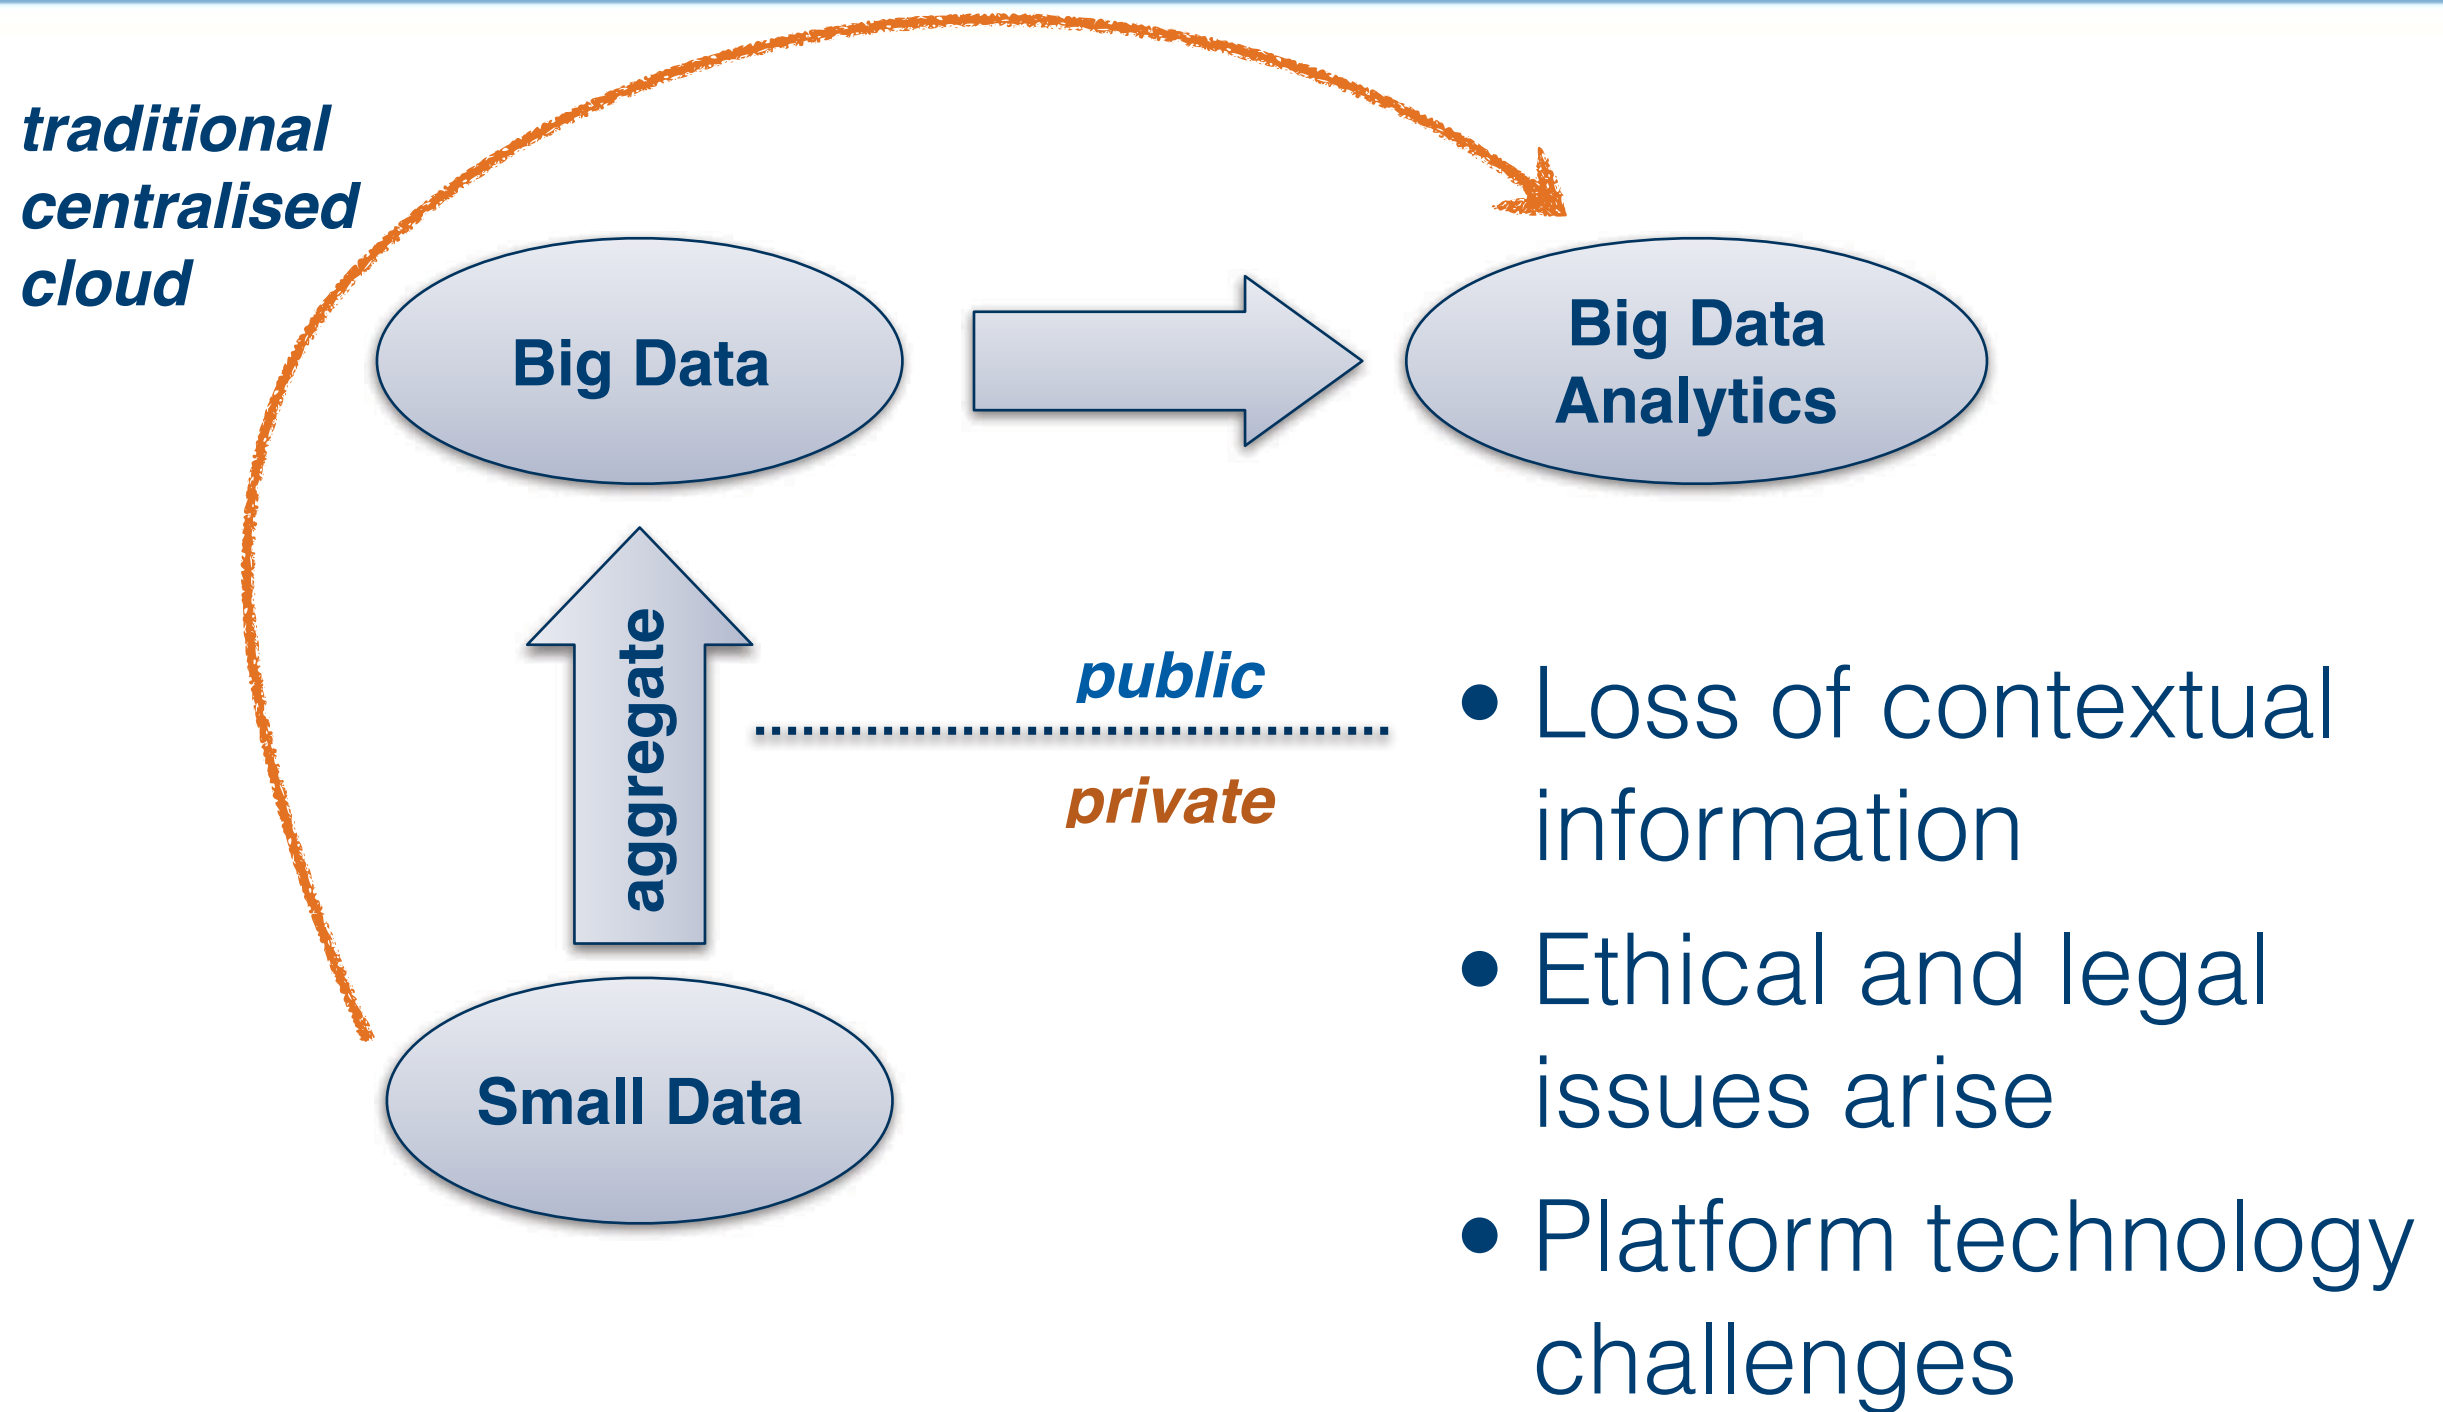 traditional
centralised
cloud
Big Data
Big Data
Analytics
aggregate
public
private
Small Data
• Loss of contextual
information
• Ethical and legal
issues arise
• Platform technology
challenges